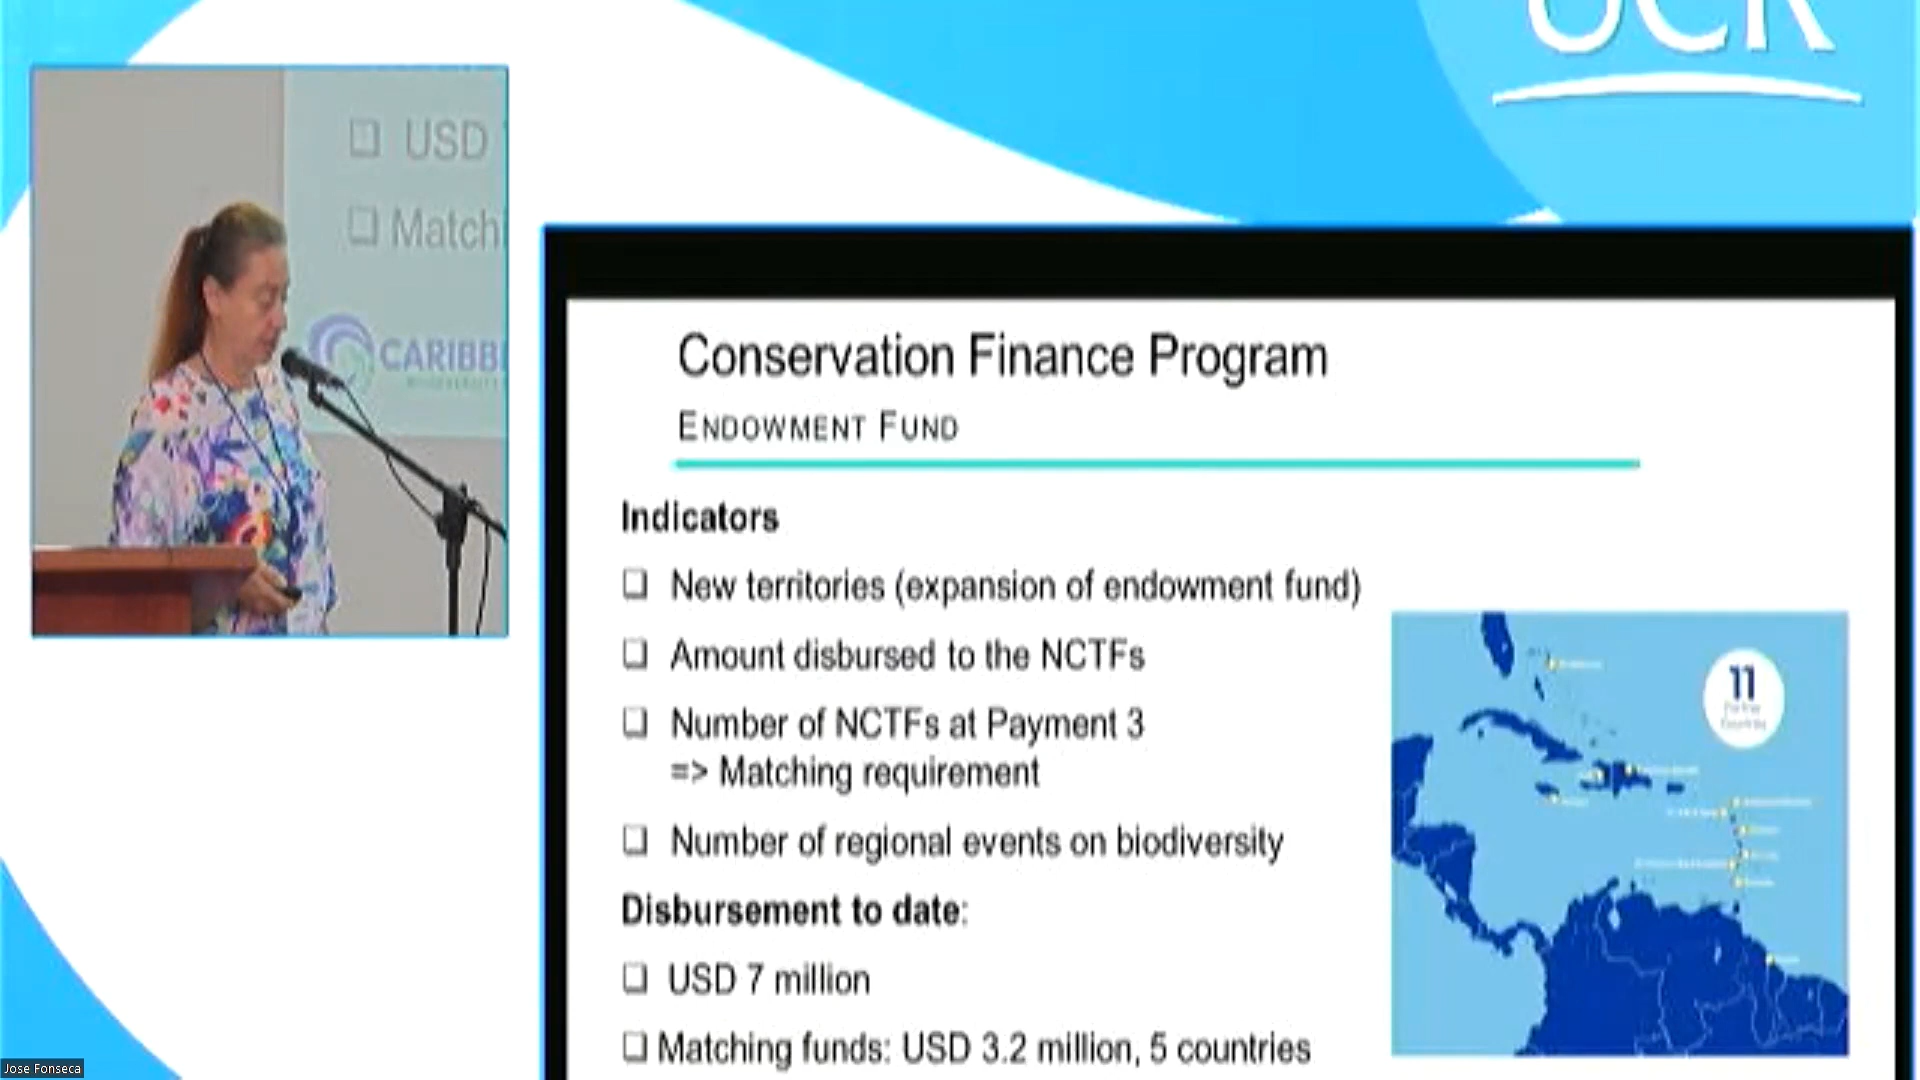 UCR
USD
Matchi
CARIBB
Conservation Finance Program
ENDOWMENT FUND
Indicators
❑ New territories (expansion of endowment fund)
❑ Amount disbursed to the NCTFs
❑ Number of NCTFs at Payment 3
=> Matching requirement
❑ Number of regional events on biodiversity
Disbursement to date:
❑ USD 7 million
❑ Matching funds: USD 3.2 million, 5 countries
11
Jose Fonseca